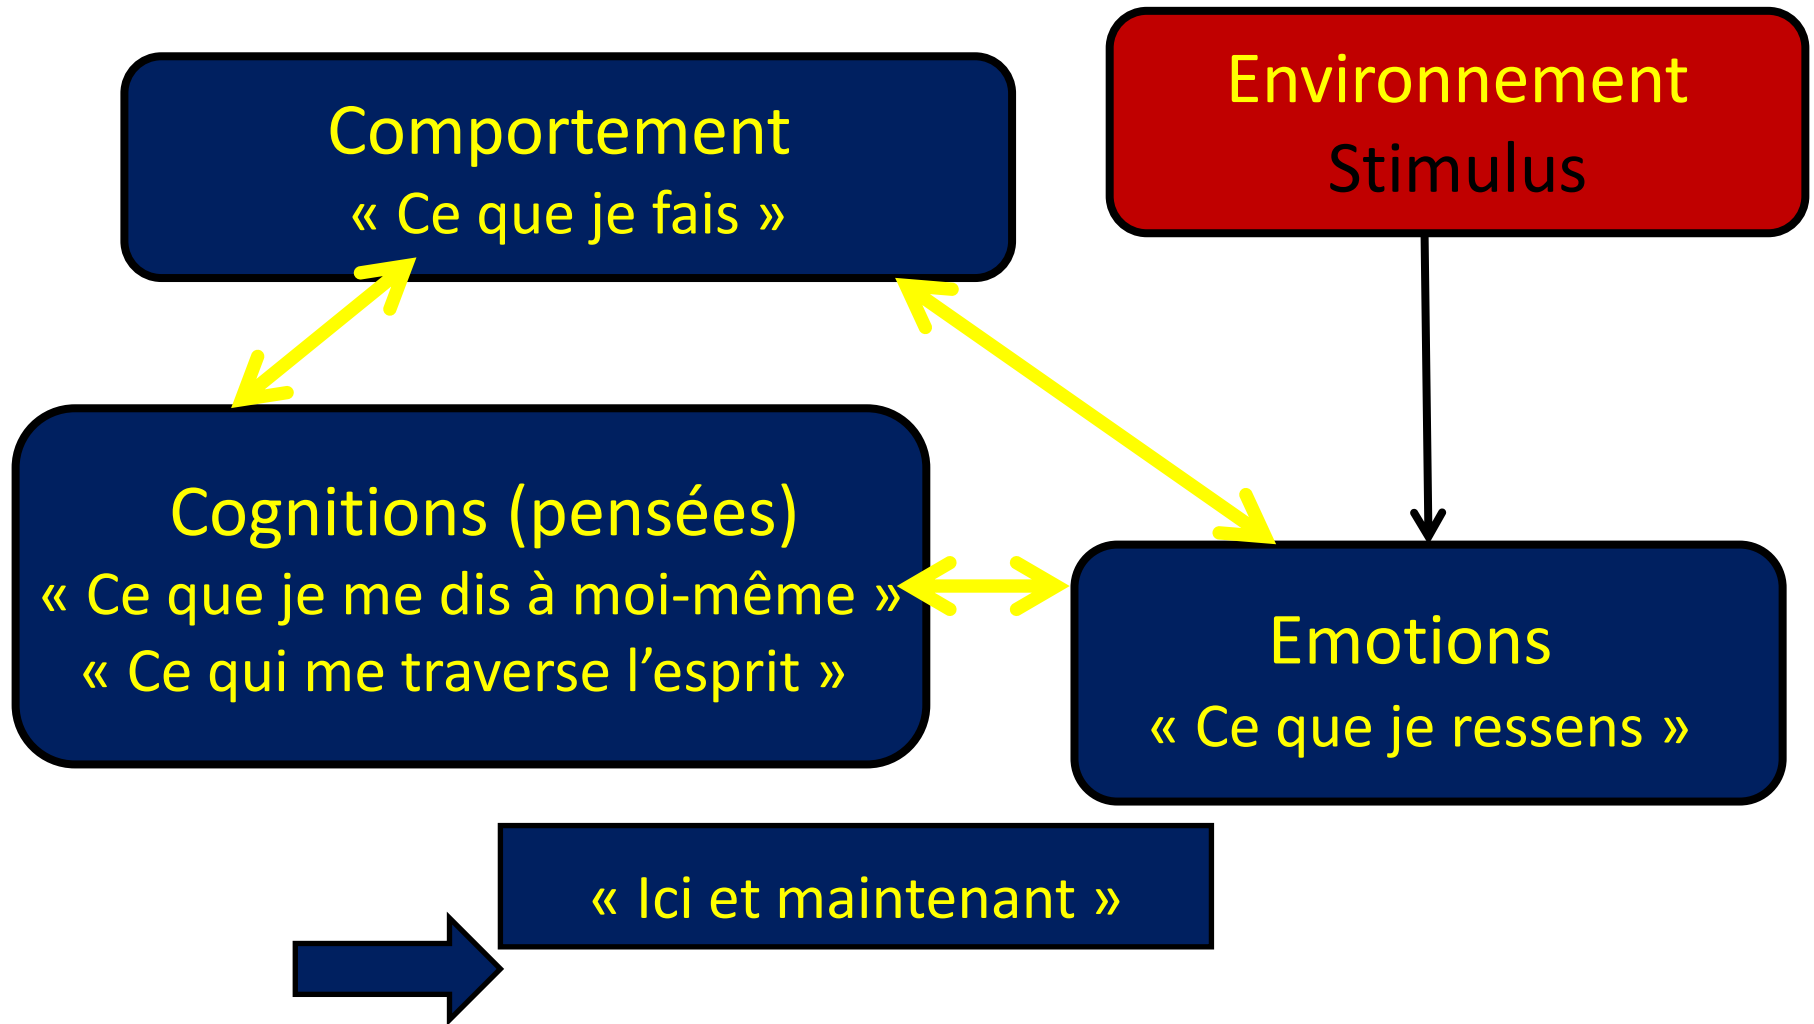 Environnement
Stimulus
Comportement
« Ce que je fais »
Cognitions (pensées)
« Ce que je me dis à moi-même »
« Ce qui me traverse l’esprit »
Emotions
« Ce que je ressens »
« Ici et maintenant »